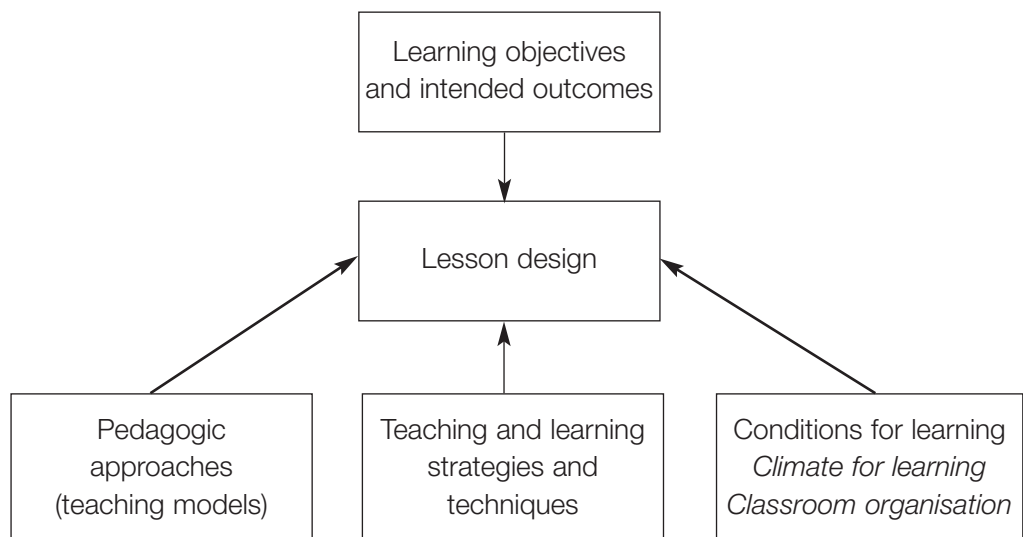 Learning objectives
and intended outcomes
Lesson design
Pedagogic
approaches
(teaching models)
Teaching and learning
strategies and
techniques
Conditions for learning
Climate for learning
Classroom organisation